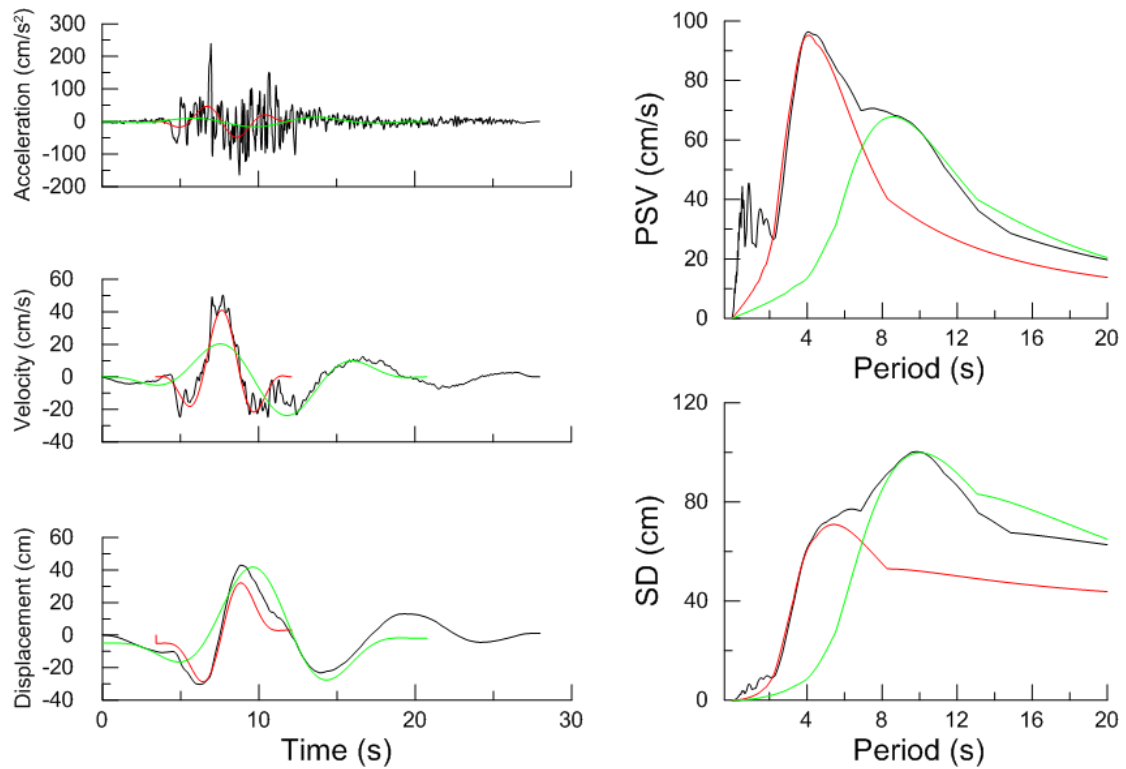 Acceleration (cm/s²)
300
200
100
0
-100
-200
Velocity (cm/s)
60
40
20
0
-20
-40
Displacement (cm)
60
40
20
0
-20
-40
0 10 20 30
Time (s)
PSV (cm/s)
100
80
60
40
20
0
4 8 12 16 20
Period (s)
SD (cm)
120
80
40
0
4 8 12 16 20
Period (s)